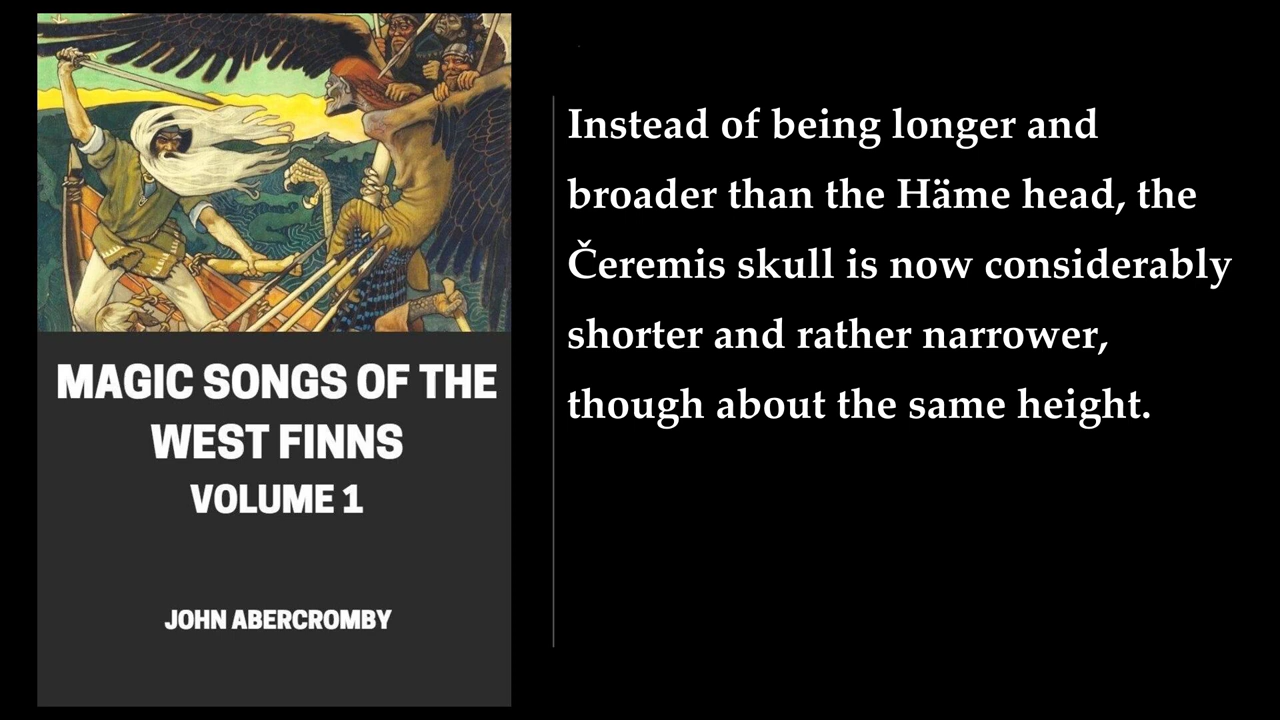 MAGIC SONGS OF THE
WEST FINNS
VOLUME 1
JOHN ABERCROMBY
Instead of being longer and
broader than the Häme head, the
Čeremis skull is now considerably
shorter and rather narrower,
though about the same height.